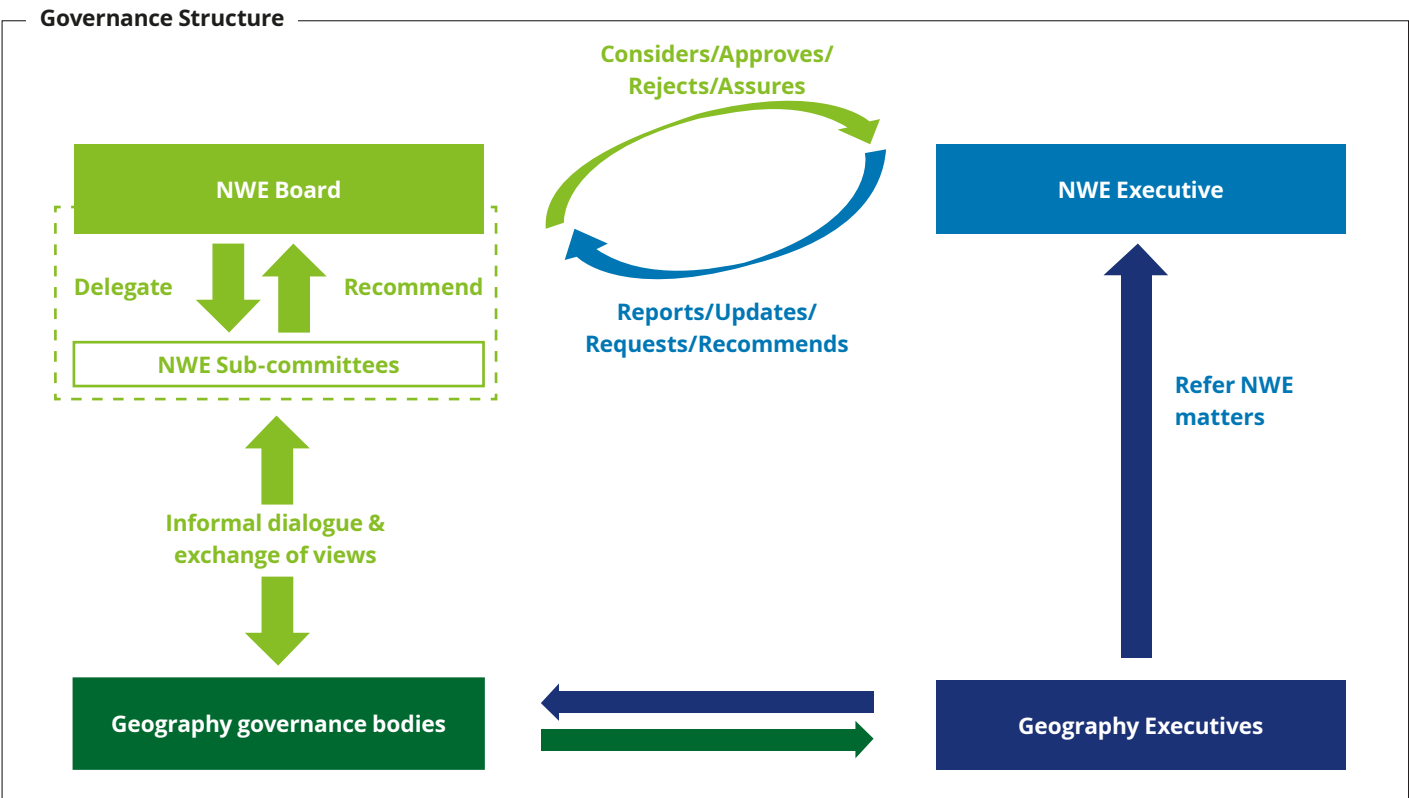 Governance Structure
Considers/Approves/
Rejects/Assures
NWE Board
NWE Executive
Delegate
Recommend
Reports/Updates/
Requests/Recommends
NWE Sub-committees
Refer NWE
matters
Informal dialogue &
exchange of views
Geography governance bodies
Geography Executives